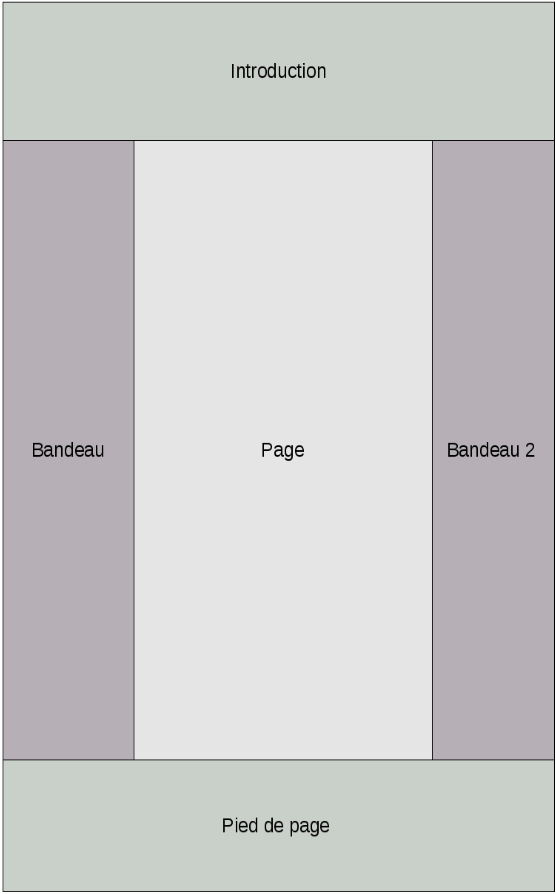 Introduction
Bandeau
Page
Bandeau 2
Pied de page